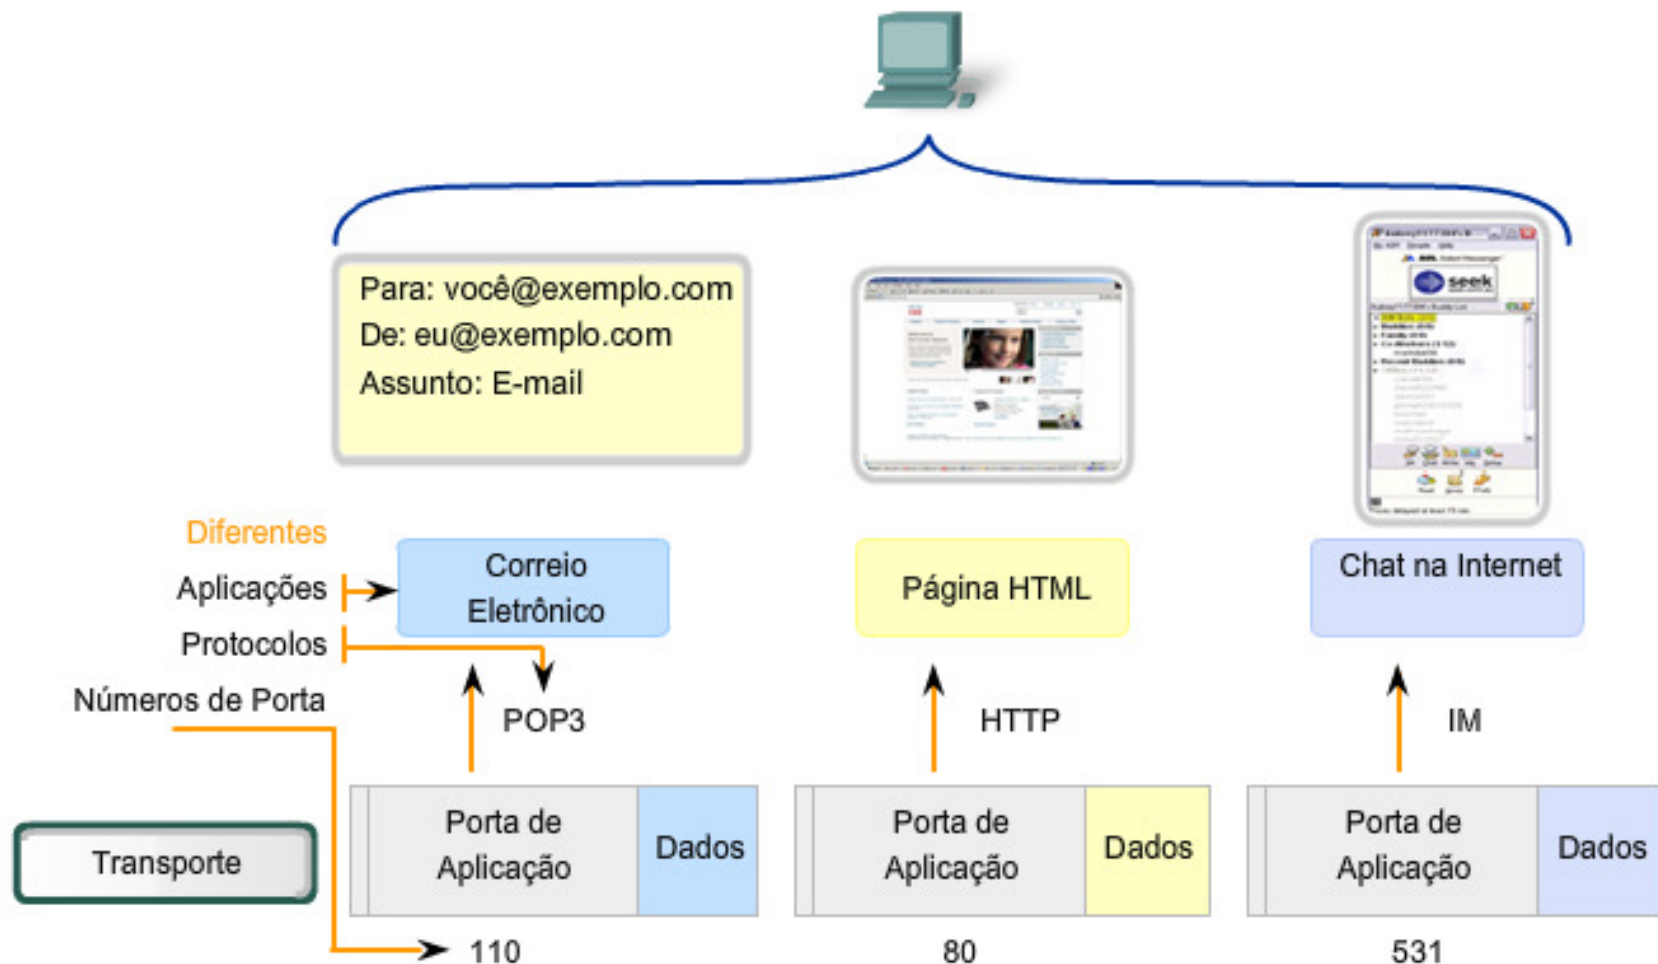 Para: você@exemplo.com
De: eu@exemplo.com
Assunto: E-mail
seek
Diferentes
Aplicações
Protocolos
Números de Porta
Correio
Eletrônico
Página HTML
Chat na Internet
POP3
HTTP
IM
Transporte
Porta de
Aplicação
Dados
Porta de
Aplicação
Dados
Porta de
Aplicação
Dados
110
80
531